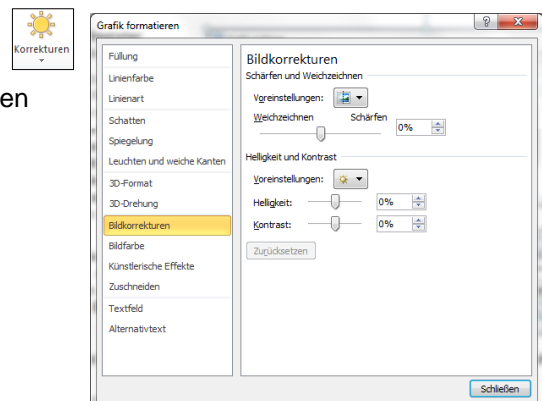 Korrekturen
en
Grafik formatieren
Füllung
Linienfarbe
Linienart
Schatten
Spiegelung
Leuchten und weiche Kanten
3D-Format
3D-Drehung
Bildkorrekturen
Bildfarbe
Künstlerische Effekte
Zuschneiden
Textfeld
Alternativtext
Bildkorrekturen
Schärfen und Weichzeichnen
Voreinstellungen:
Weichzeichnen Schärfen
0%
Helligkeit und Kontrast
Voreinstellungen:
Helligkeit: 0%
Kontrast: 0%
Zurücksetzen
Schließen